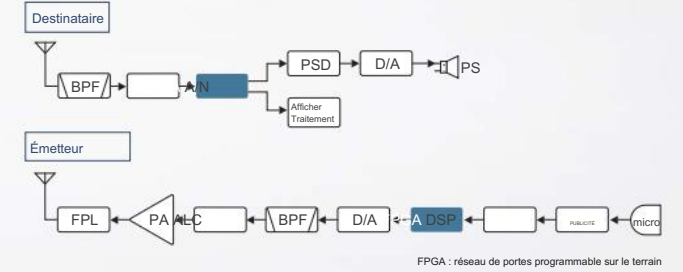 Destinataire
BPF
A/N
PSD
D/A
PS
Afficher
Traitement
Émetteur
FPL
PA
ALC
BPF
D/A
DSP
PUBLICITÉ
micro
FPGA : réseau de portes programmable sur le terrain